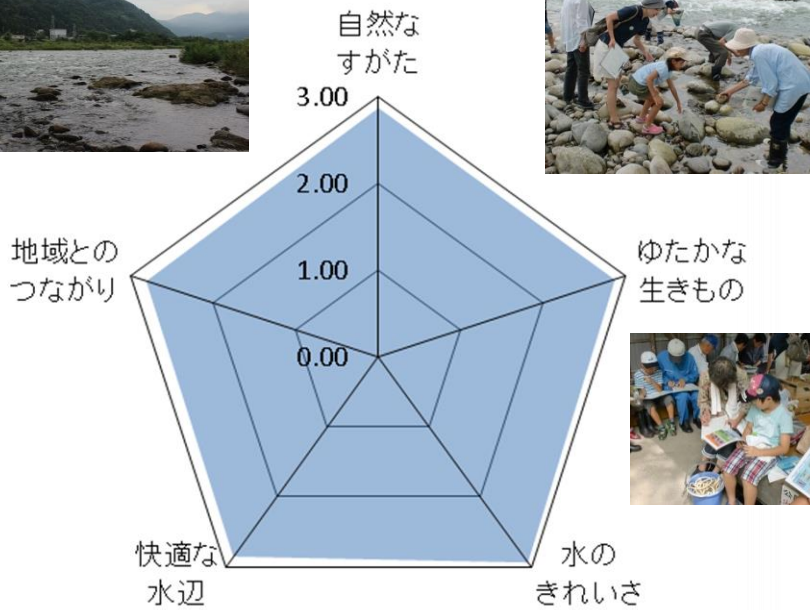 自然な
すがた
3.00
2.00
1.00
0.00
地域との
つながり
ゆたかな
生きもの
快適な
水辺
水の
きれいさ